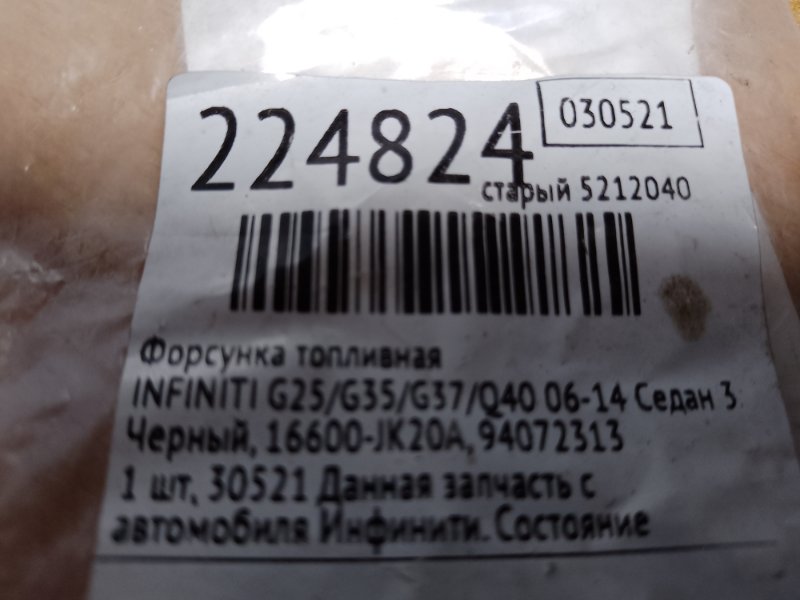 224824
030521
старый 5212040
Форсунка топливная
INFINITI G25/G35/G37/Q40 06-14 Седан 3
Черный, 16600-JK20A, 94072313
1 шт, 30521 Данная запчасть с
автомобиля Инфинити. Состояние